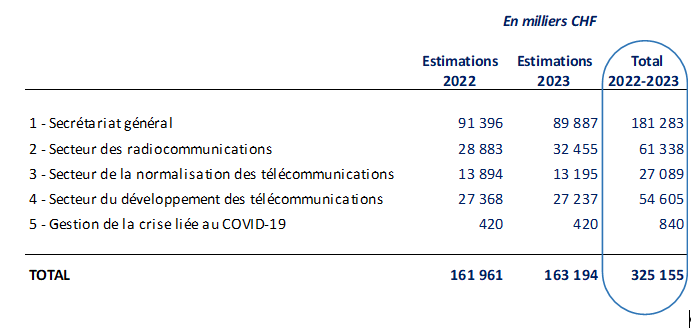 En milliers CHF
Estimations Estimations Total
2022 2023 2022-2023
1 - Secrétariat général 91 396 89 887 181 283
2 - Secteur des radiocommunications 28 883 32 455 61 338
3 - Secteur de la normalisation des télécommunications 13 894 13 195 27 089
4 - Secteur du développement des télécommunications 27 368 27 237 54 605
5 - Gestion de la crise liée au COVID-19 420 420 840
TOTAL 161 961 163 194 325 155